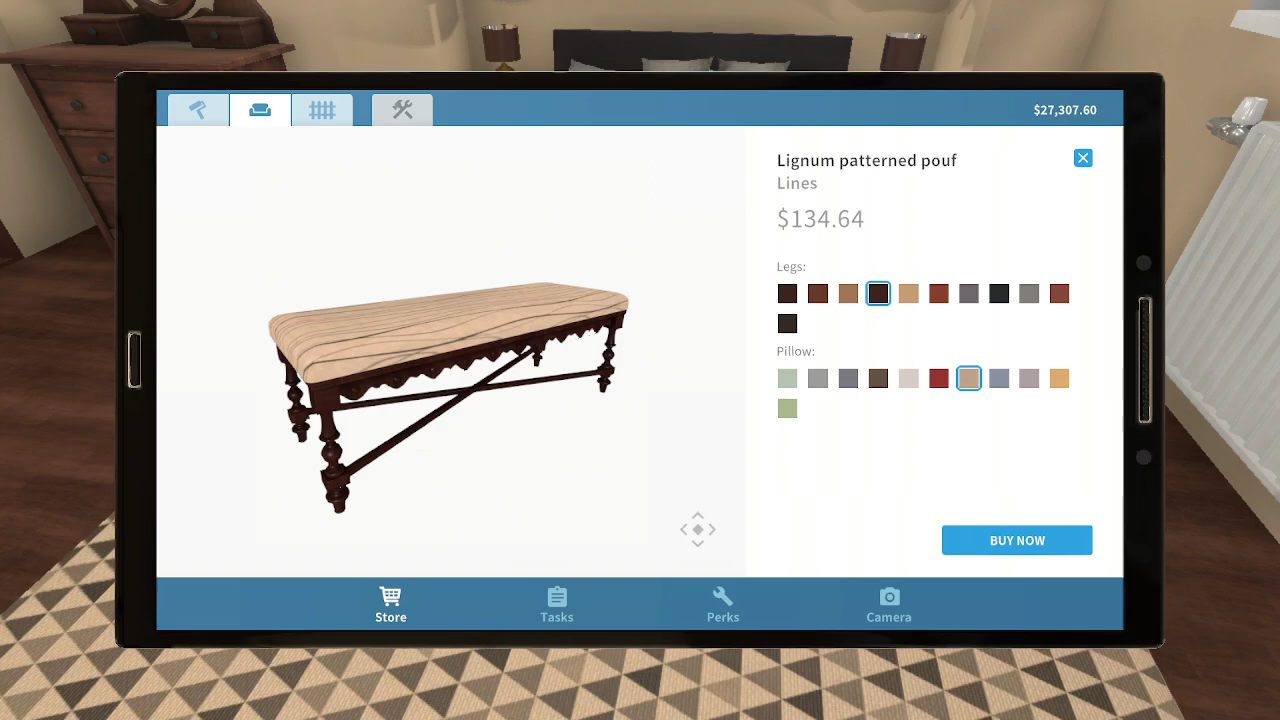 $27,307.60
Lignum patterned pouf
Lines
$134.64
Legs:
Pillow:
BUY NOW
Store
Tasks
Perks
Camera